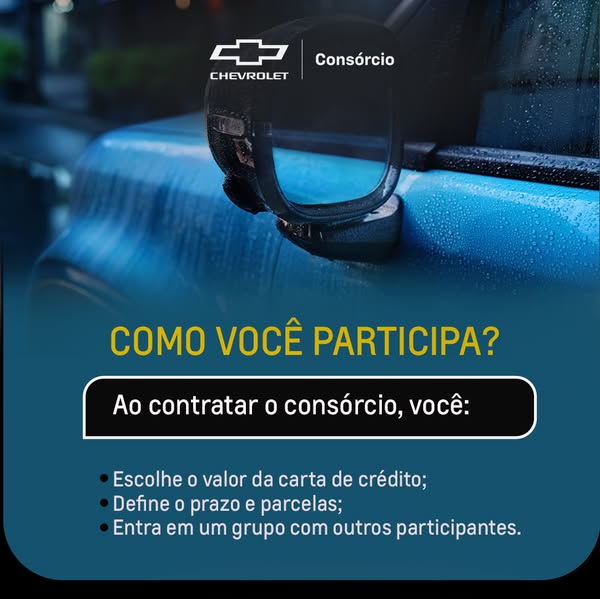 CHEVROLET
Consórcio
COMO VOCÊ PARTICIPA?
Ao contratar o consórcio, você:
• Escolhe o valor da carta de crédito;
• Define o prazo e parcelas;
• Entra em um grupo com outros participantes.